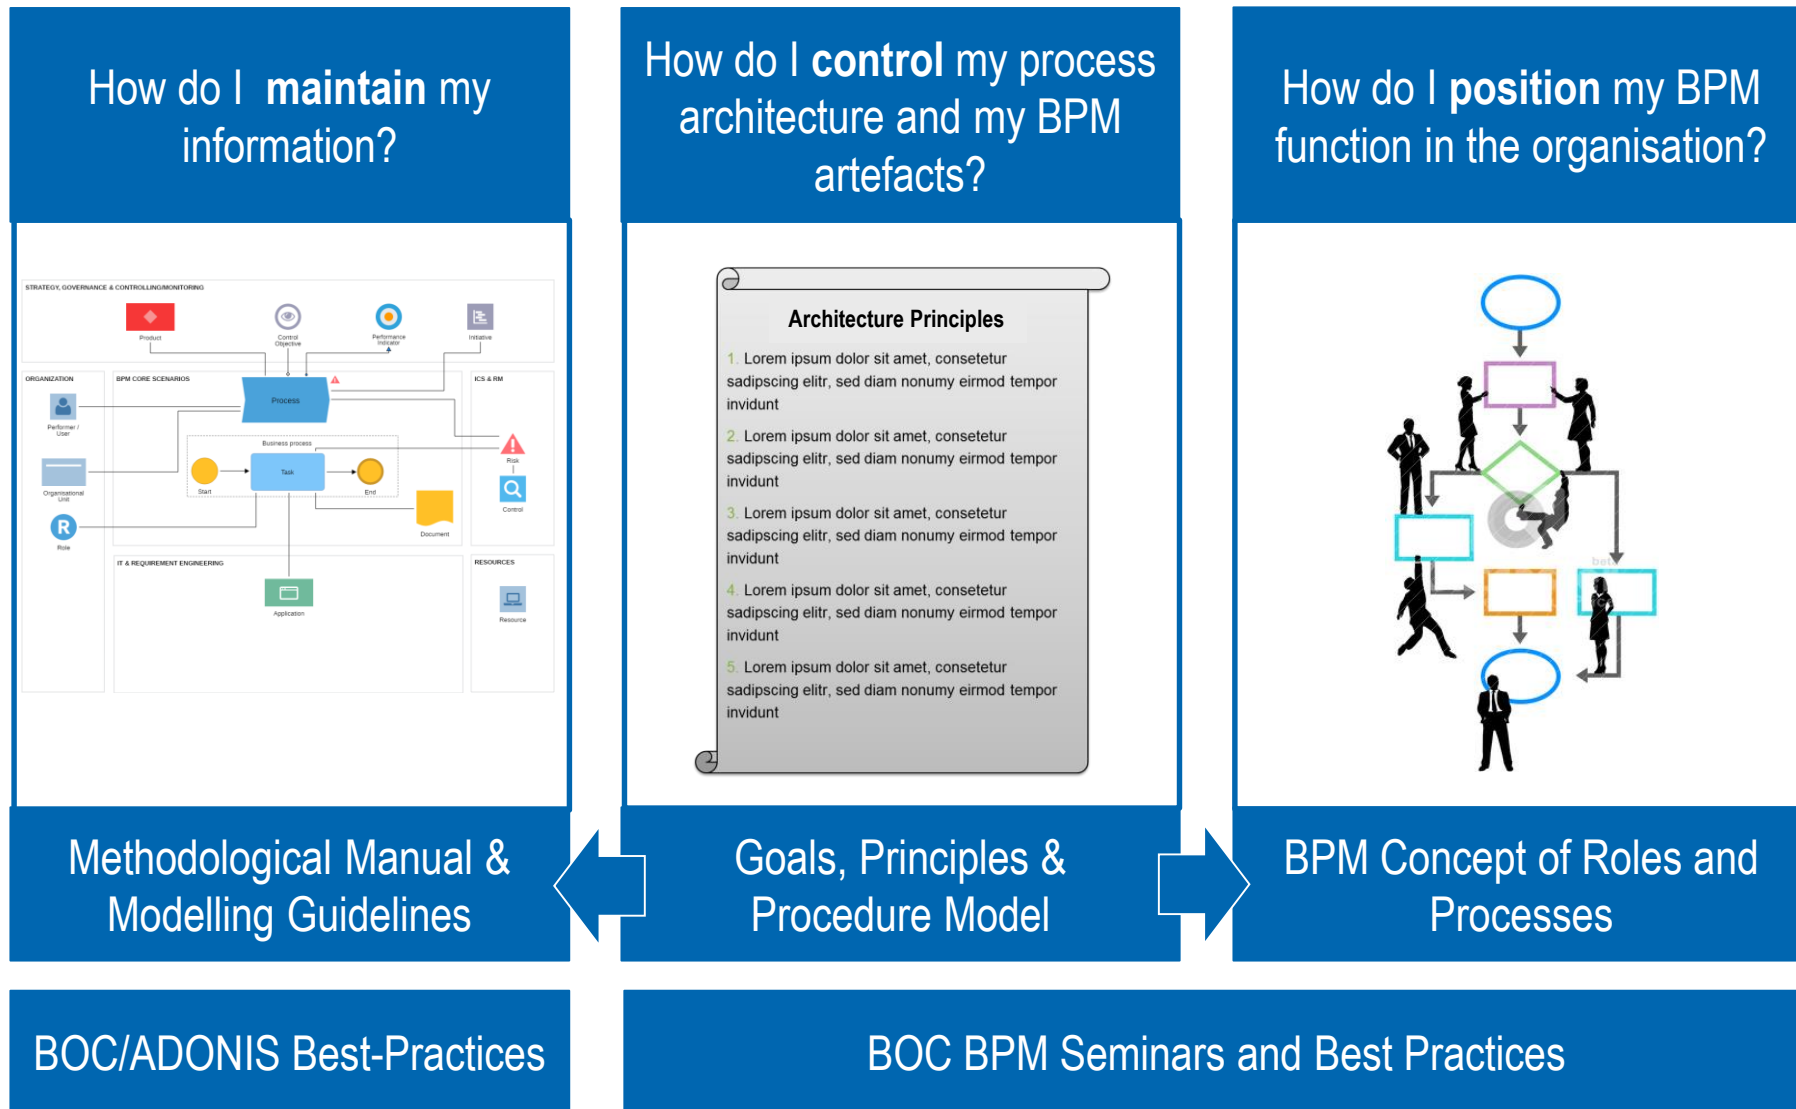 How do I maintain my
information?
How do I control my process
architecture and my BPM
artefacts?
How do I position my BPM
function in the organisation?
STRATEGY, GOVERNANCE & CONTROLLING/MONITORING
Product
Control
Objective
Performance
Indicator
Initiative
ORGANIZATION
BPM CORE SCENARIOS
ICS & RM
Process
Performer /
User
Business process
Risk
Start
Task
End
Organisational
Unit
Control
R
Role
Document
IT & REQUIREMENT ENGINEERING
RESOURCES
Application
Resource
Architecture Principles
1. Lorem ipsum dolor sit amet, consetetur
sadipscing elitr, sed diam nonumy eirmod tempor
invidunt
2. Lorem ipsum dolor sit amet, consetetur
sadipscing elitr, sed diam nonumy eirmod tempor
invidunt
3. Lorem ipsum dolor sit amet, consetetur
sadipscing elitr, sed diam nonumy eirmod tempor
invidunt
4. Lorem ipsum dolor sit amet, consetetur
sadipscing elitr, sed diam nonumy eirmod tempor
invidunt
5. Lorem ipsum dolor sit amet, consetetur
sadipscing elitr, sed diam nonumy eirmod tempor
invidunt
Methodological Manual &
Modelling Guidelines
Goals, Principles &
Procedure Model
BPM Concept of Roles and
Processes
BOC/ADONIS Best-Practices
BOC BPM Seminars and Best Practices